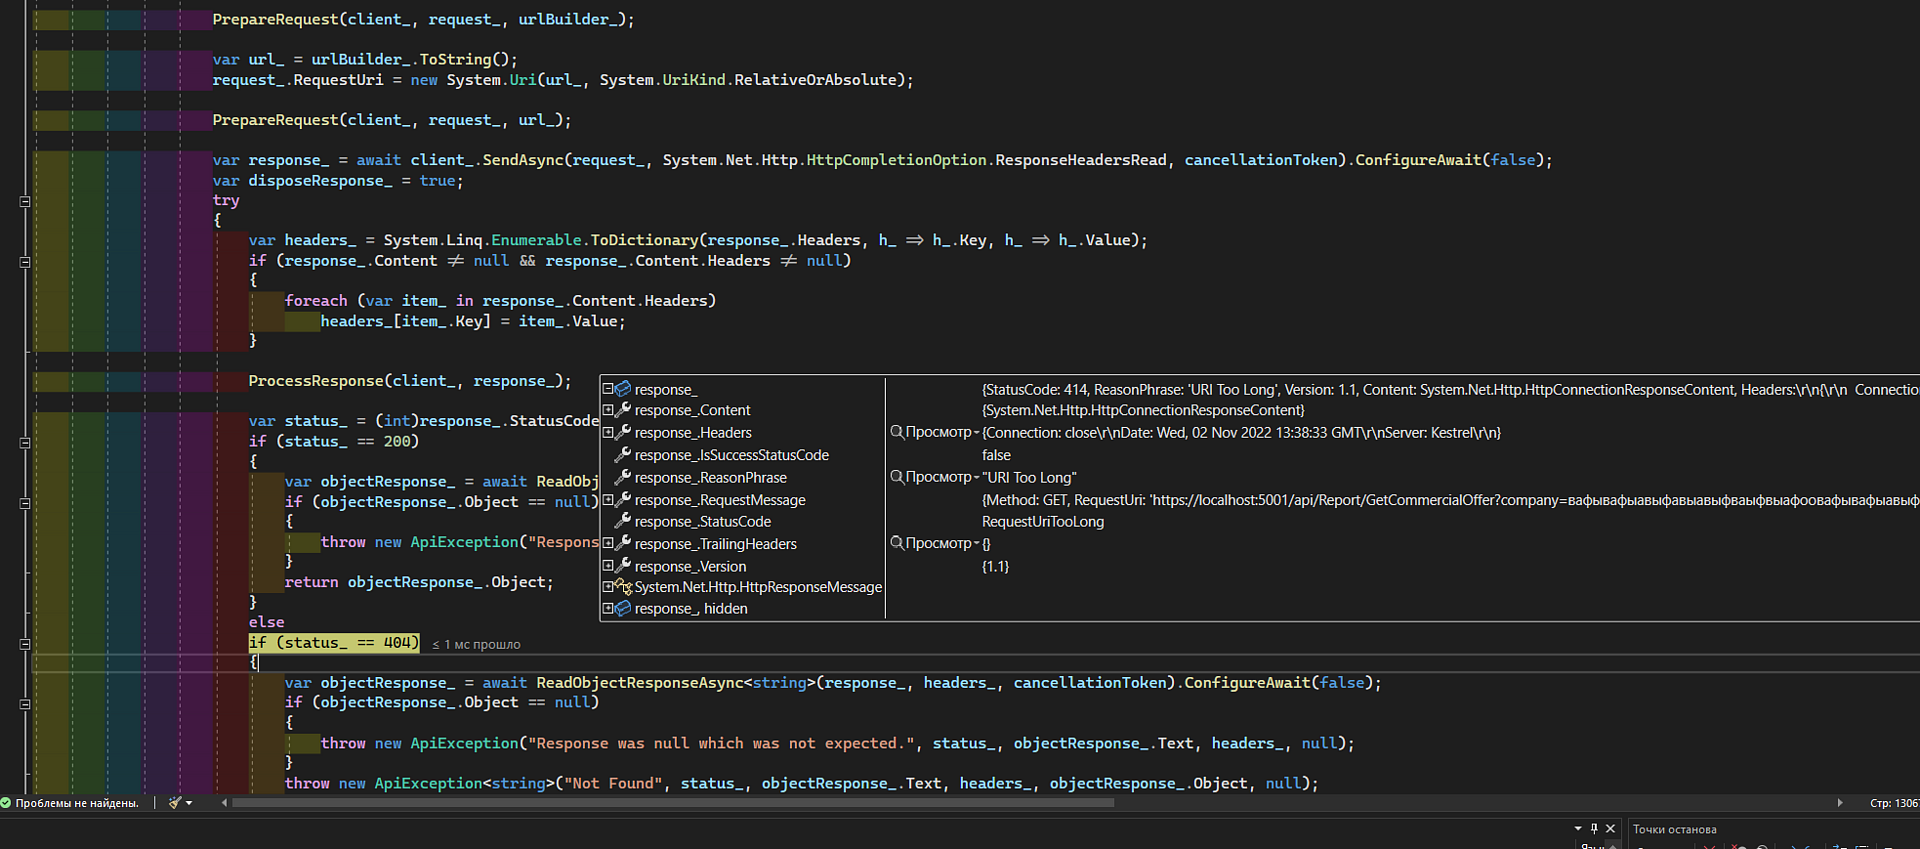 PrepareRequest(client_, request_, urlBuilder_);
var url_ = urlBuilder_.ToString();
request_.RequestUri = new System.Uri(url_, System.UriKind.RelativeOrAbsolute);
PrepareRequest(client_, request_, url_);
var response_ = await client_.SendAsync(request_, System.Net.Http.HttpCompletionOption.ResponseHeadersRead, cancellationToken).ConfigureAwait(false);
var disposeResponse_ = true;
try
{
var headers_ = System.Linq.Enumerable.ToDictionary(response_.Headers, h_ => h_.Key, h_ => h_.Value);
if (response_.Content != null && response_.Content.Headers != null)
{
foreach (var item_ in response_.Content.Headers)
headers_[item_.Key] = item_.Value;
}
ProcessResponse(client_, response_);
var status_ = (int)response_.StatusCode
if (status_ == 200)
{
var objectResponse_ = await ReadObj
if (objectResponse_.Object == null)
{
throw new ApiException("Respons
}
return objectResponse_.Object;
}
else
if (status_ == 404) ≤ 1 мс прошло
{
var objectResponse_ = await ReadObjectResponseAsync<string>(response_, headers_, cancellationToken).ConfigureAwait(false);
if (objectResponse_.Object == null)
{
throw new ApiException("Response was null which was not expected.", status_, objectResponse_.Text, headers_, null);
}
throw new ApiException<string>("Not Found", status_, objectResponse_.Text, headers_, objectResponse_.Object, null);
response_ {StatusCode: 414, ReasonPhrase: 'URI Too Long', Version: 1.1, Content: System.Net.Http.HttpConnectionResponseContent, Headers:\r\n{\r\n Connectio
response_.Content {System.Net.Http.HttpConnectionResponseContent}
response_.Headers Просмотр {Connection: close\r\nDate: Wed, 02 Nov 2022 13:38:33 GMT\r\nServer: Kestrel\r\n}
response_.IsSuccessStatusCode false
response_.ReasonPhrase Просмотр "URI Too Long"
response_.RequestMessage {Method: GET, RequestUri: 'https://localhost:5001/api/Report/GetCommercialOffer?company=
response_.StatusCode RequestUriTooLong
response_.TrailingHeaders Просмотр {}
response_.Version {1.1}
System.Net.Http.HttpResponseMessage
response_, hidden
Проблемы не найдены. Стр: 1306
Точки останова